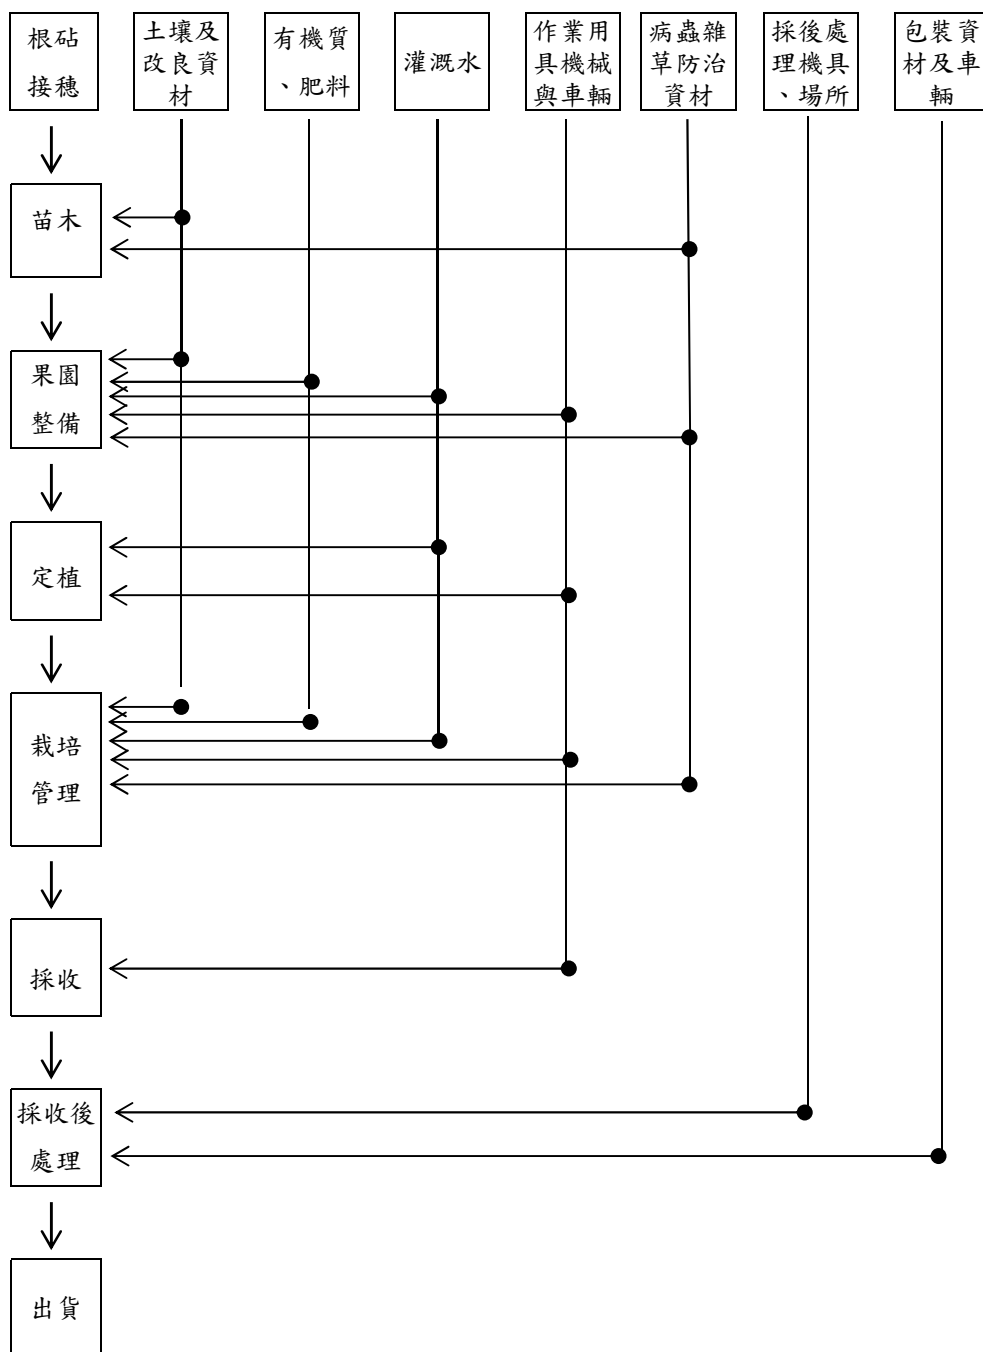 根砧
接穗
土壤及
改良資
材
有機質
、肥料
灌溉水
作業用
具機械
與車輛
病蟲雜
草防治
資材
採後處
理機具
、場所
包裝資
材及車
輛
苗木
果園
整備
定植
栽培
管理
採收
採收後
處理
出貨